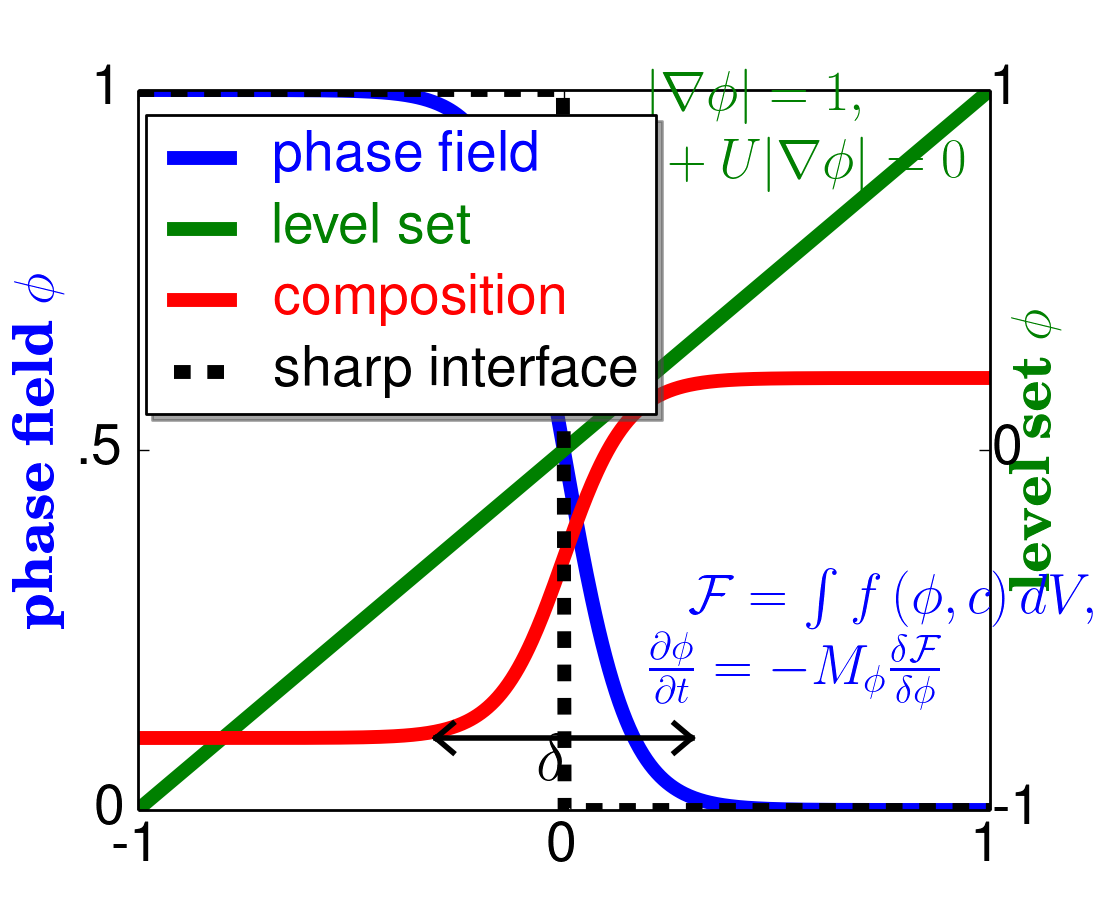 1
1
|∇ϕ| = 1,
+ U|∇ϕ| = 0
phase field
level set
composition
sharp interface
phase field ϕ
level set ϕ
.5
0
ℱ = ∫ f (ϕ, c) dV,
∂ϕ/∂t = −M_ϕ δℱ/δϕ
δ
0
-1
-1
0
1